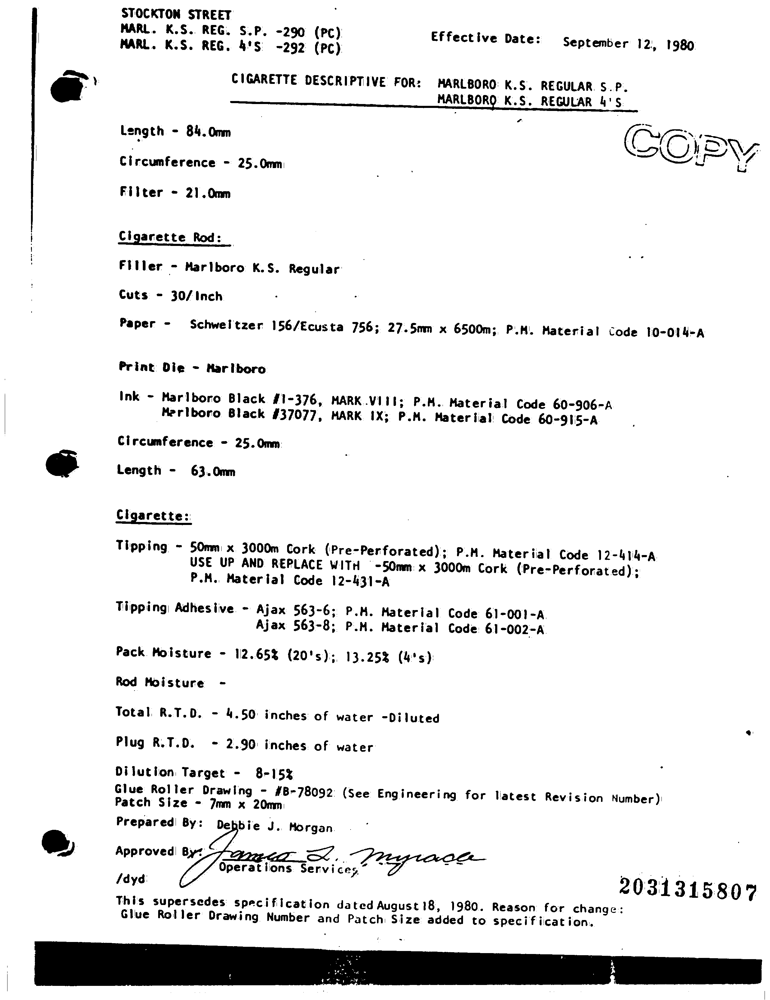 STOCKTON STREET
MARL. K.S. REG. S.P. -290 (PC)
MARL. K.S. REG. 4'S -292 (PC)
Effective Date: September 12, 1980
CIGARETTE DESCRIPTIVE FOR: MARLBORO K.S. REGULAR S.P.
MARLBORO K.S. REGULAR 4'S
COPY
Length - 84.0mm
Circumference - 25.0mm
Filter - 21.0mm
Cigarette Rod:
Filler - Marlboro K.S. Regular
Cuts - 30/Inch
Paper - Schweitzer 156/Ecusta 756; 27.5mm x 6500m; P.M. Material Code 10-014-A
Print Die - Marlboro
Ink - Marlboro Black #1-376, MARK VIII; P.M. Material Code 60-906-A
Marlboro Black #37077, MARK IX; P.M. Material Code 60-915-A
Circumference - 25.0mm
Length - 63.0mm
Cigarette:
Tipping - 50mm x 3000m Cork (Pre-Perforated); P.M. Material Code 12-414-A
USE UP AND REPLACE WITH -50mm x 3000m Cork (Pre-Perforated);
P.M. Material Code 12-431-A
Tipping Adhesive - Ajax 563-6; P.M. Material Code 61-001-A
Ajax 563-8; P.M. Material Code 61-002-A
Pack Moisture - 12.65% (20's); 13.25% (4's)
Rod Moisture -
Total R.T.D. - 4.50 inches of water -Diluted
Plug R.T.D. - 2.90 inches of water
Dilution Target - 8-15%
Glue Roller Drawing - #B-78092 (See Engineering for latest Revision Number)
Patch Size - 7mm x 20mm
Prepared By: Debbie J. Morgan
Approved By: James L. Myracle
Operations Services
/dyd
2031315807
This supersedes specification dated August 18, 1980. Reason for change:
Glue Roller Drawing Number and Patch Size added to specification.